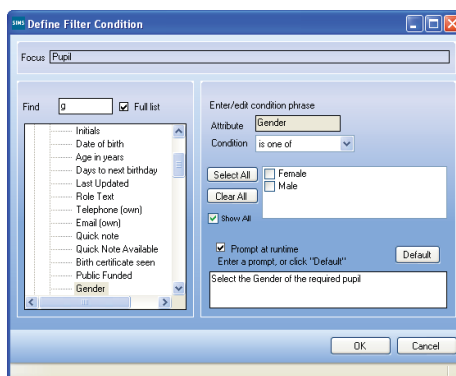 SIMS Define Filter Condition
Focus Pupil
Find g Full list
Initials
Date of birth
Age in years
Days to next birthday
Last Updated
Role Text
Telephone (own)
Email (own)
Quick note
Quick Note Available
Birth certificate seen
Public Funded
Gender
Enter/edit condition phrase
Attribute Gender
Condition is one of
Select All
Clear All
Show All
Female
Male
Prompt at runtime
Enter a prompt, or click "Default"
Default
Select the Gender of the required pupil
OK Cancel